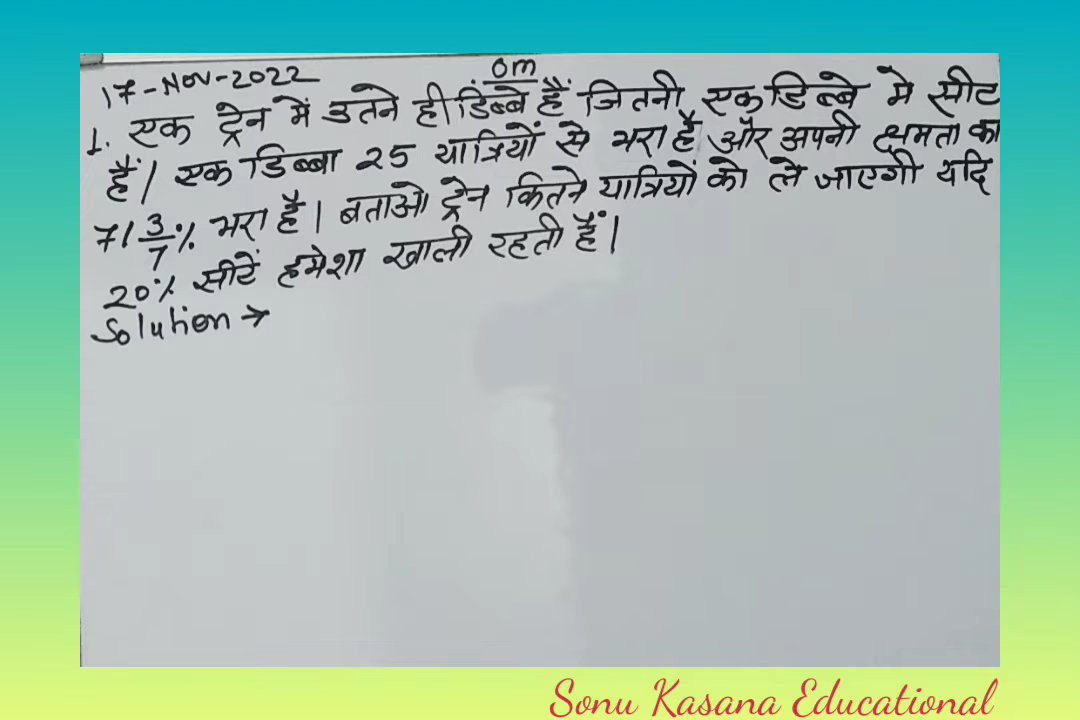 om
17-Nov-2022
1. एक ट्रेन में उतने ही डिब्बे हैं जितनी एक डिब्बे मे सीट
हैं। एक डिब्बा 25 यात्रियों से भरा है और अपनी क्षमता का
71 3/7 % भरा है। बताओ ट्रेन कितने यात्रियों को ले जाएगी यदि
20% सीटें हमेशा खाली रहती हैं।
Solution →
Sonu Kasana Educational